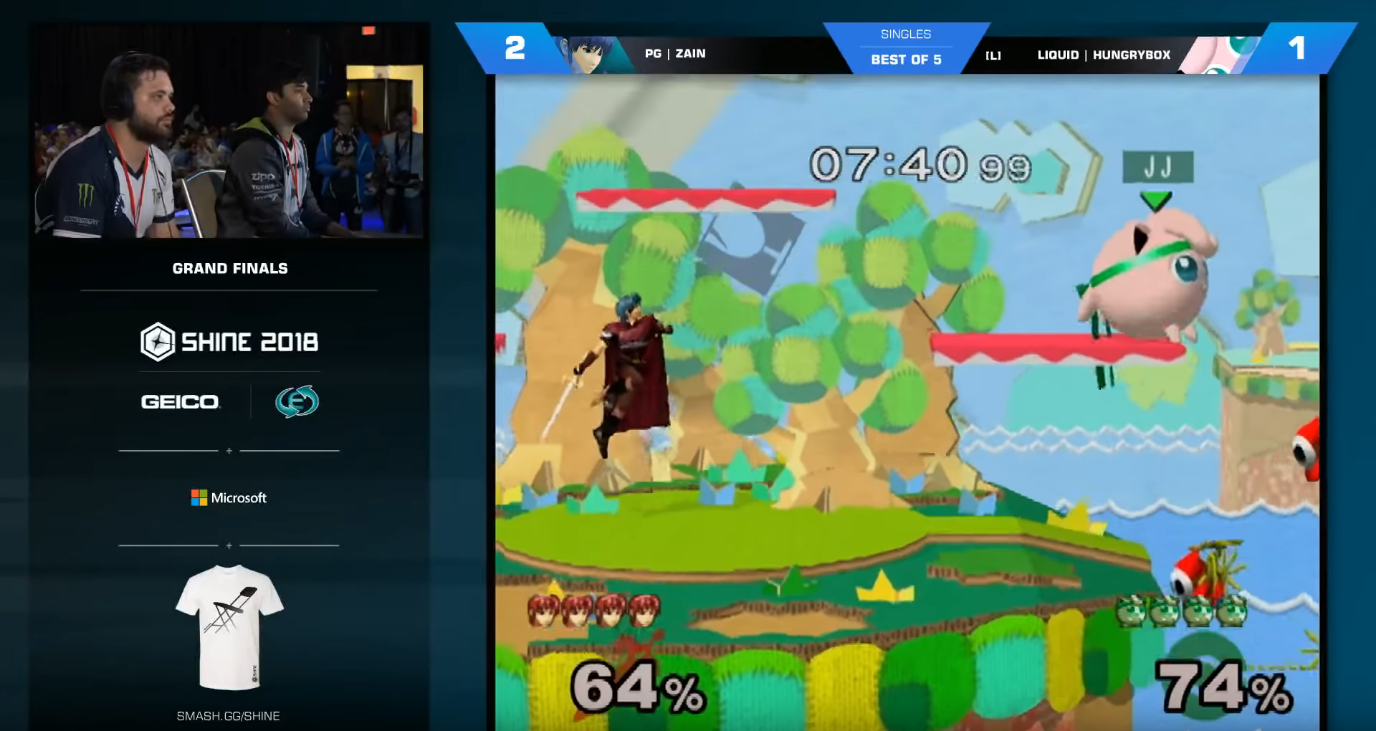 2
PG | ZAIN
SINGLES
BEST OF 5
[L]
LIQUID | HUNGRYBOX
1
07:40 99
JJ
zipp
GRAND FINALS
SHINE 2018
GEICO
E
Microsoft
SMASH.GG/SHINE
64%
74%